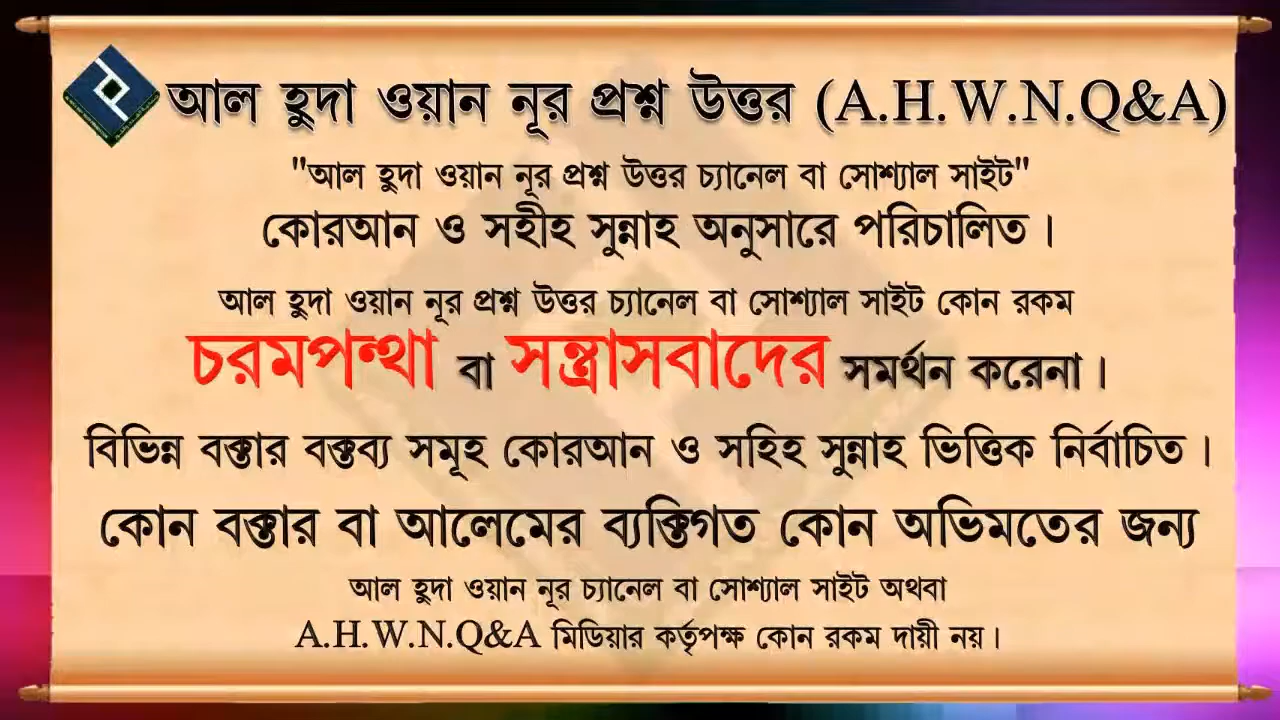 আল হুদা ওয়ান নূর প্রশ্ন উত্তর (A.H.W.N.Q&A)
"আল হুদা ওয়ান নূর প্রশ্ন উত্তর চ্যানেল বা সোশ্যাল সাইট"
কোরআন ও সহীহ সুন্নাহ অনুসারে পরিচালিত।
আল হুদা ওয়ান নূর প্রশ্ন উত্তর চ্যানেল বা সোশ্যাল সাইট কোন রকম
চরমপন্থা বা সন্ত্রাসবাদের সমর্থন করেনা।
বিভিন্ন বক্তার বক্তব্য সমূহ কোরআন ও সহিহ সুন্নাহ ভিত্তিক নির্বাচিত।
কোন বক্তার বা আলেমের ব্যক্তিগত কোন অভিমতের জন্য
আল হুদা ওয়ান নূর চ্যানেল বা সোশ্যাল সাইট অথবা
A.H.W.N.Q&A মিডিয়ার কর্তৃপক্ষ কোন রকম দায়ী নয়।